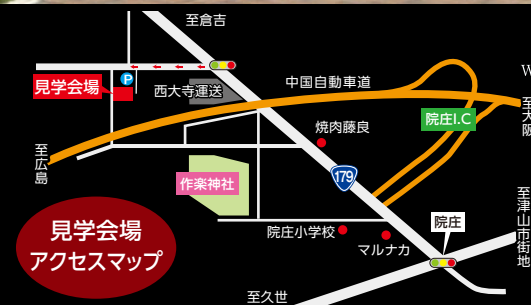 至倉吉
P
見学会場
西大寺運送
中国自動車道
W
至大阪
院庄I.C
焼肉藤良
至広島
179
作楽神社
至津山市街地
院庄
見学会場
アクセスマップ
院庄小学校
マルナカ
至久世